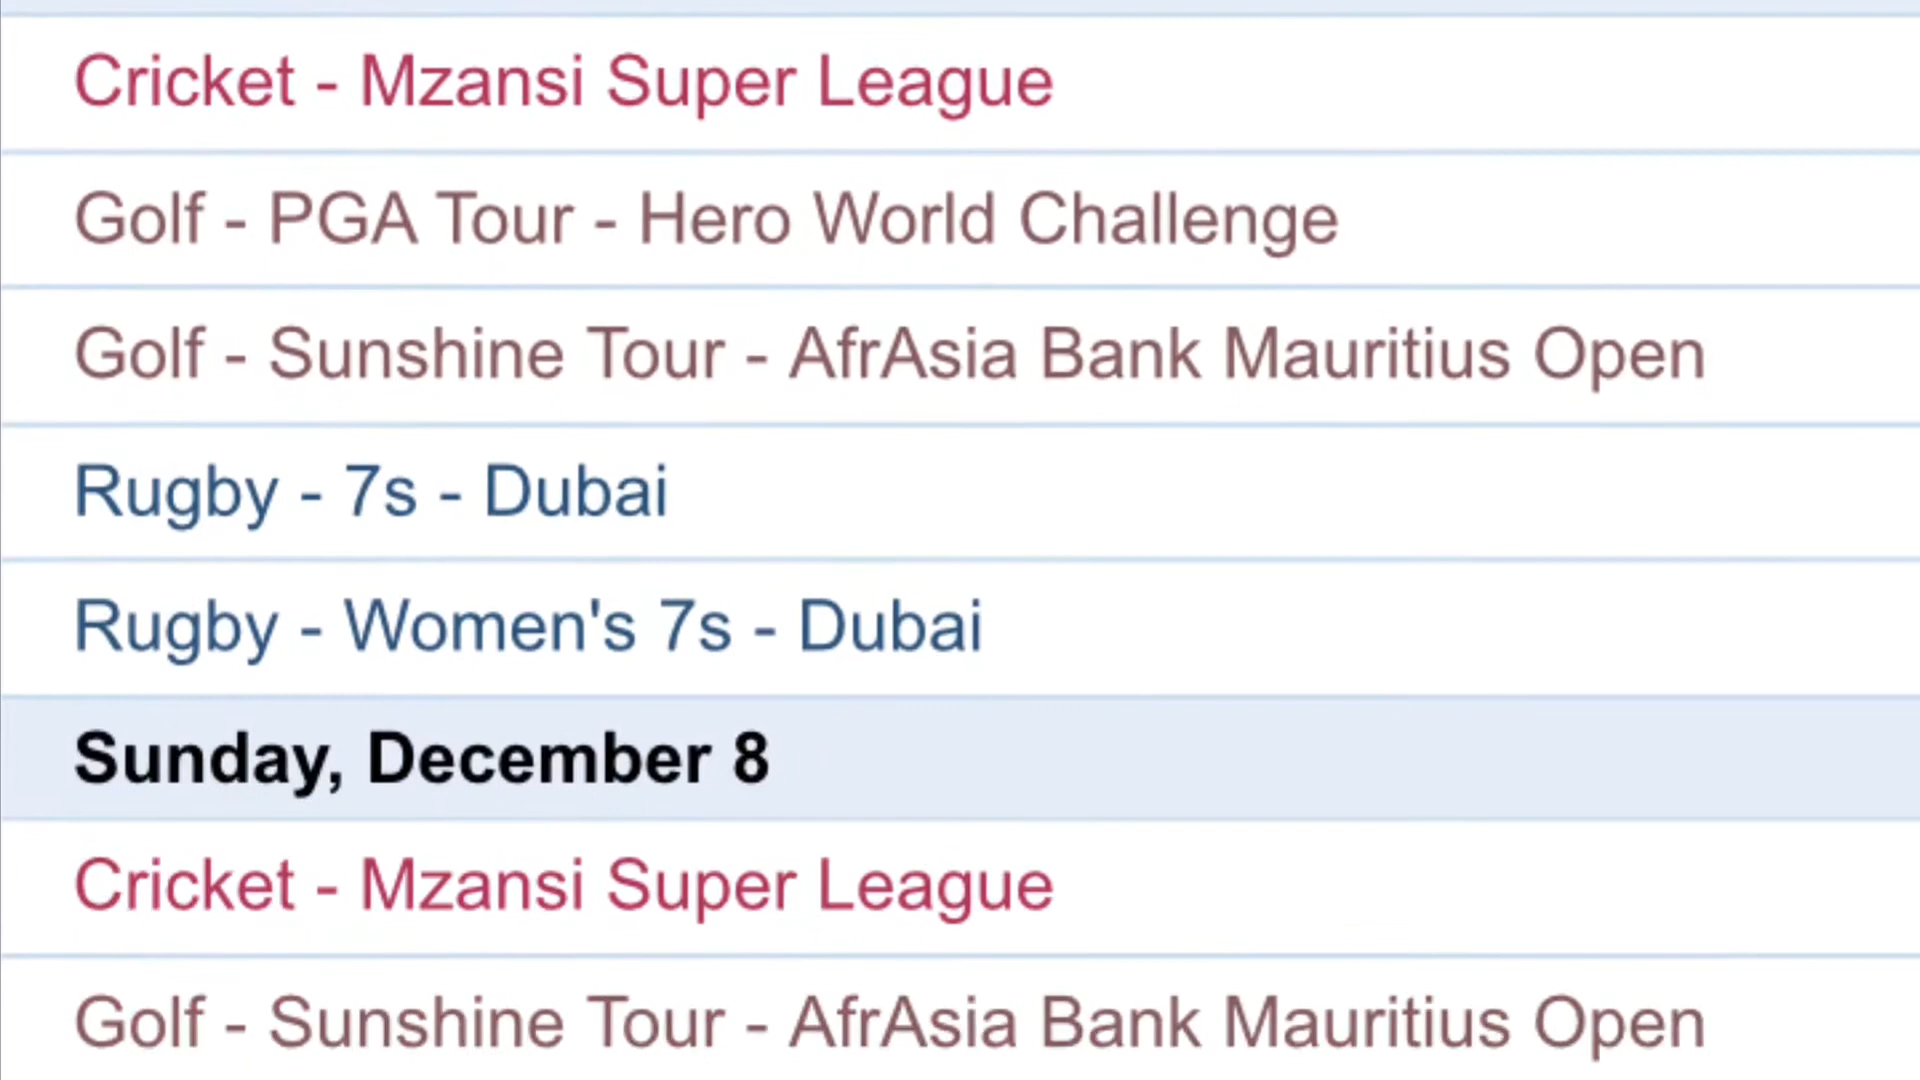 Cricket - Mzansi Super League
Golf - PGA Tour - Hero World Challenge
Golf - Sunshine Tour - AfrAsia Bank Mauritius Open
Rugby - 7s - Dubai
Rugby - Women's 7s - Dubai
Sunday, December 8
Cricket - Mzansi Super League
Golf - Sunshine Tour - AfrAsia Bank Mauritius Open